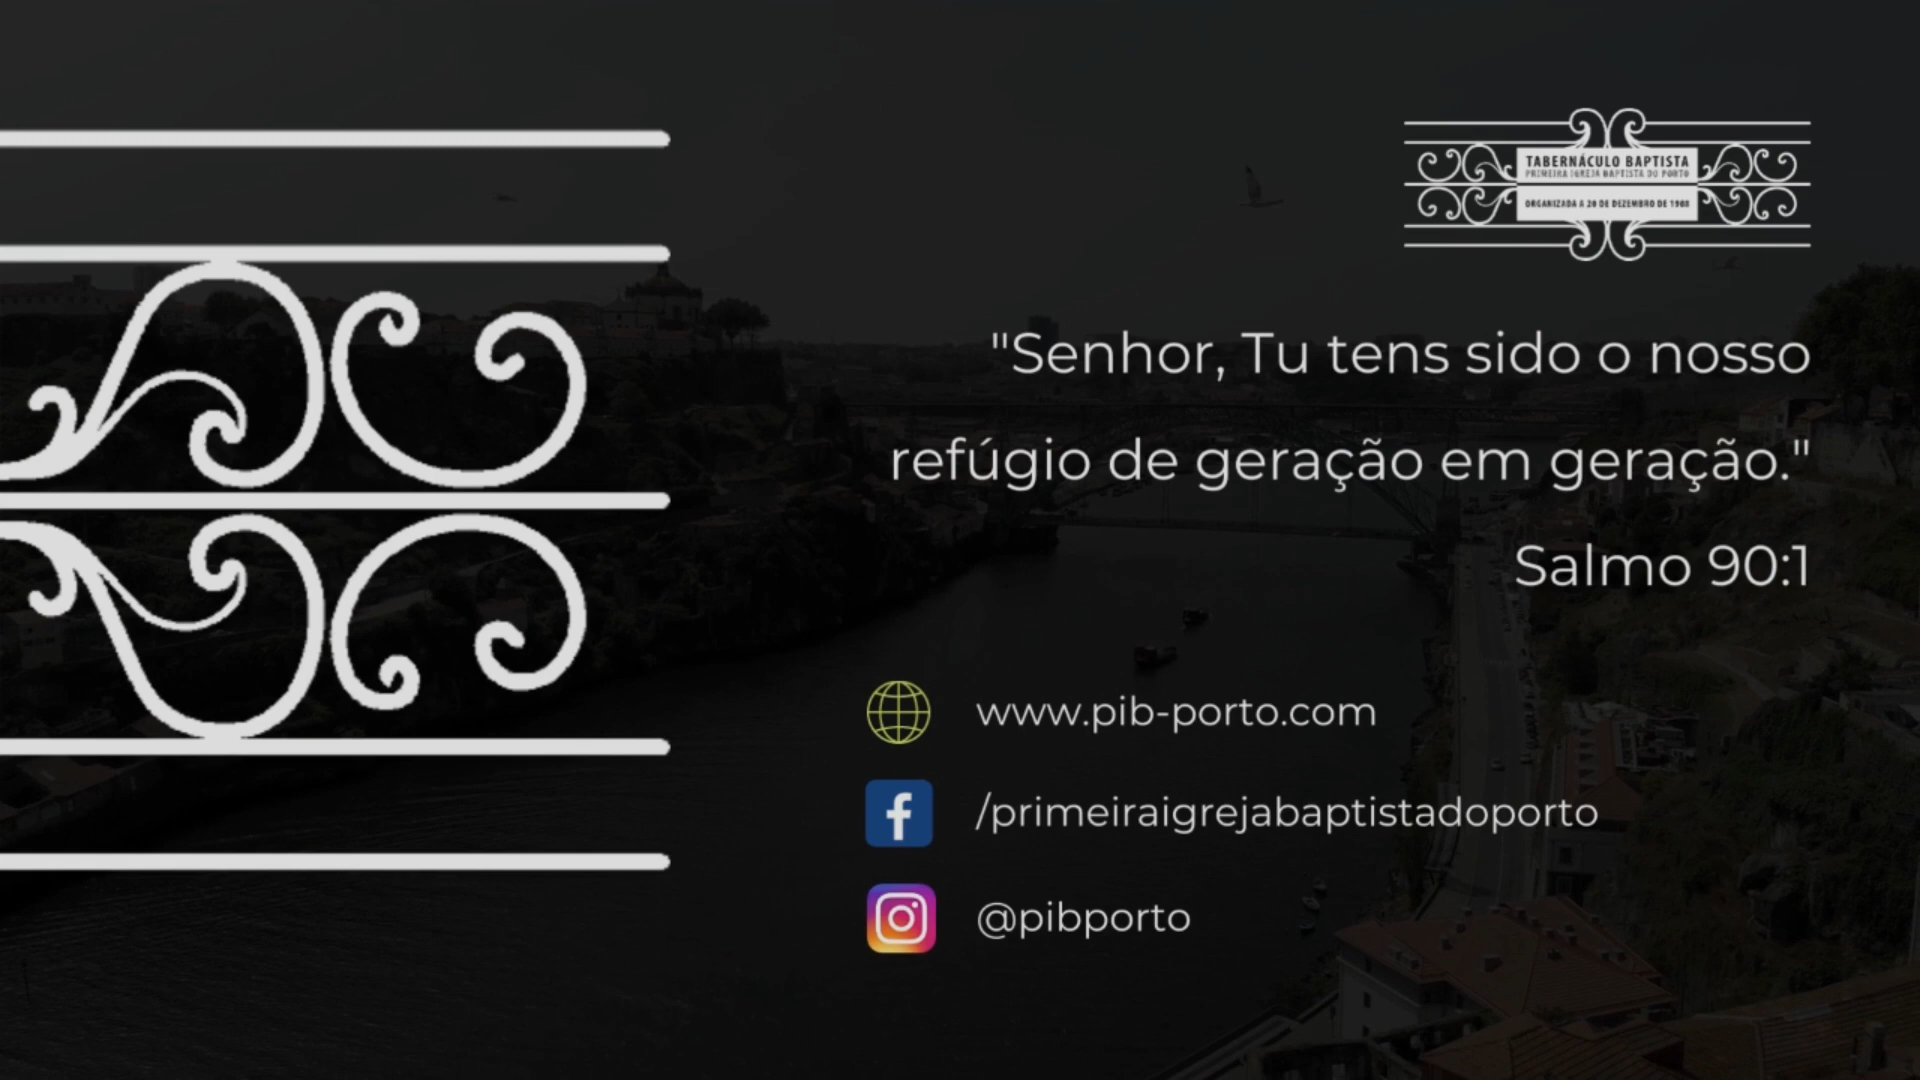 TABERNÁCULO BAPTISTA
PRIMEIRA IGREJA BAPTISTA DO PORTO
ORGANIZADA A 20 DE DEZEMBRO DE 1908
"Senhor, Tu tens sido o nosso
refúgio de geração em geração."
Salmo 90:1
www.pib-porto.com
/primeiraigrejabaptistadoporto
@pibporto